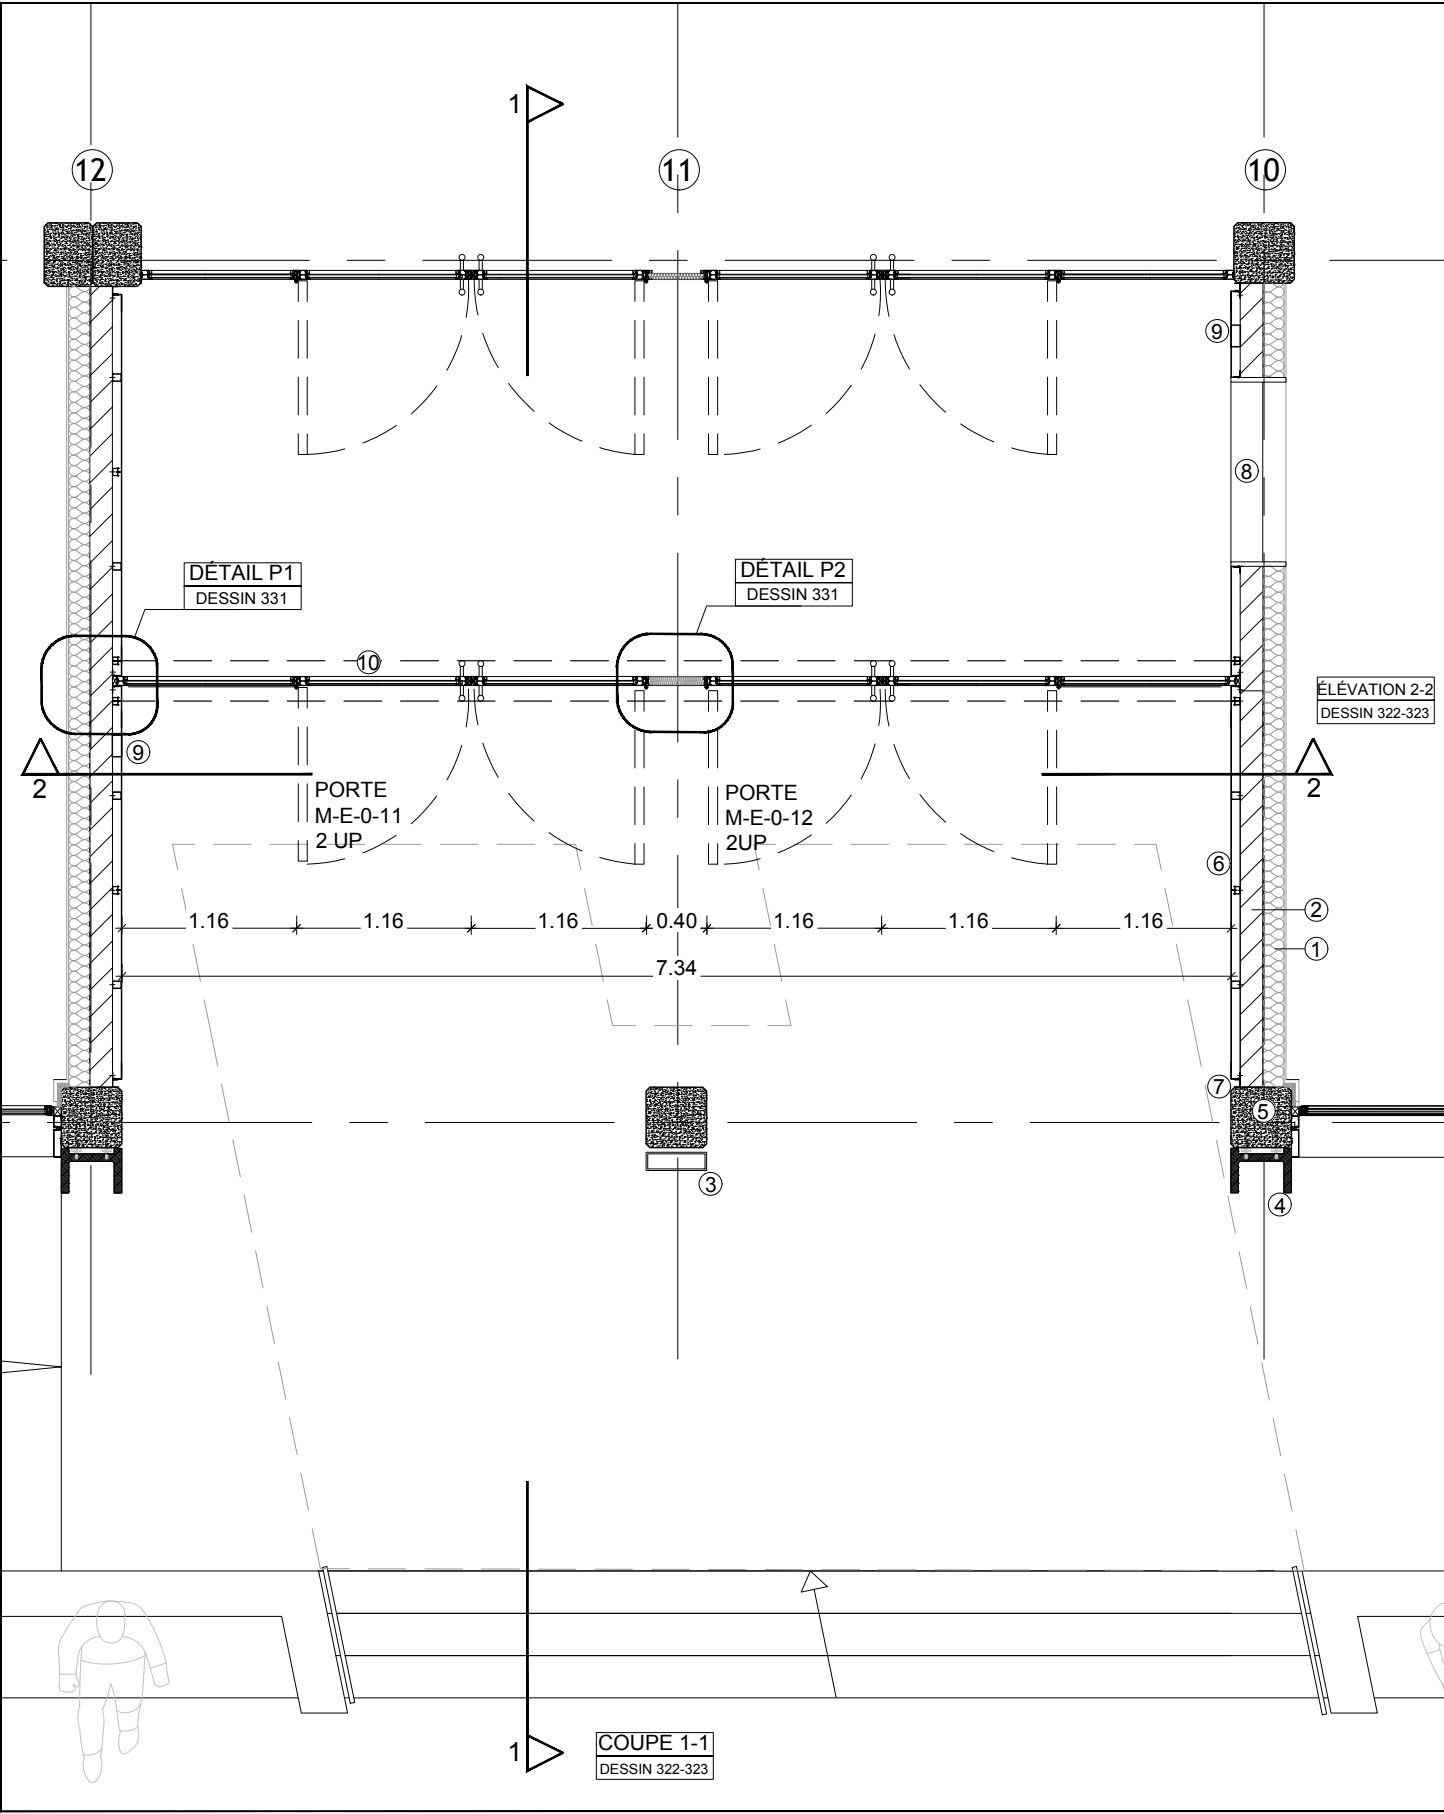 1
12
11
10
9
8
DÉTAIL P1
DESSIN 331
DÉTAIL P2
DESSIN 331
10
ÉLÉVATION 2-2
DESSIN 322-323
9
2
2
PORTE
M-E-0-11
2 UP
PORTE
M-E-0-12
2UP
6
2
1.16
1.16
1.16
0.40
1.16
1.16
1.16
1
7.34
7
5
3
4
1
COUPE 1-1
DESSIN 322-323